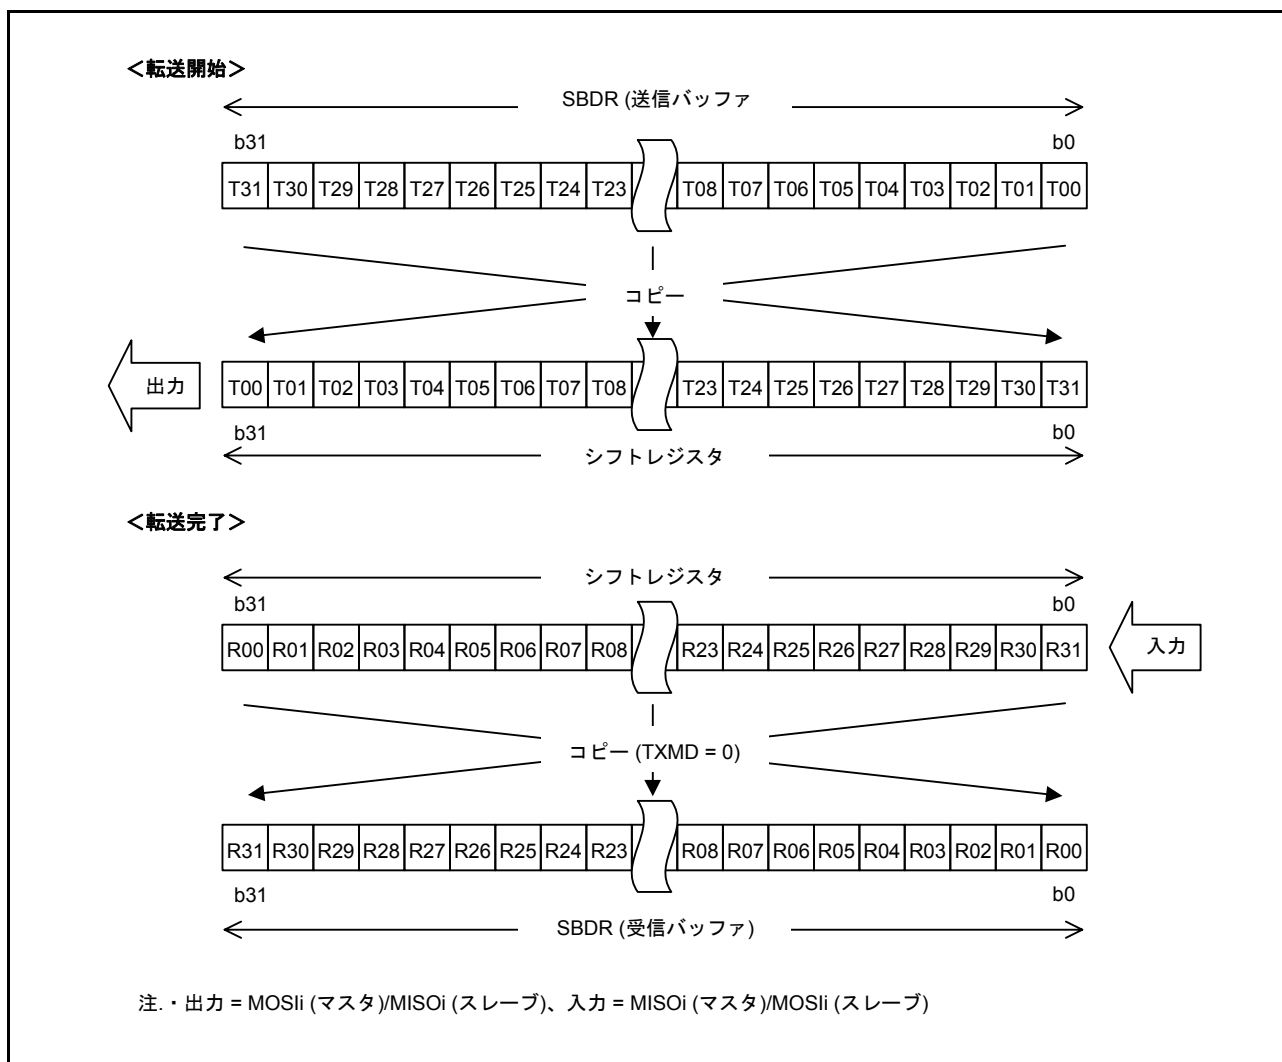 <転送開始>
SBDR (送信バッファ
b31 b0
T31 T30 T29 T28 T27 T26 T25 T24 T23 T08 T07 T06 T05 T04 T03 T02 T01 T00
コピー
出力 T00 T01 T02 T03 T04 T05 T06 T07 T08 T23 T24 T25 T26 T27 T28 T29 T30 T31
b31 b0
シフトレジスタ
<転送完了>
シフトレジスタ
b31 b0
R00 R01 R02 R03 R04 R05 R06 R07 R08 R23 R24 R25 R26 R27 R28 R29 R30 R31 入力
コピー (TXMD = 0)
R31 R30 R29 R28 R27 R26 R25 R24 R23 R08 R07 R06 R05 R04 R03 R02 R01 R00
b31 b0
SBDR (受信バッファ)
注.・出力 = MOSIi (マスタ)/MISOi (スレーブ)、入力 = MISOi (マスタ)/MOSIi (スレーブ)